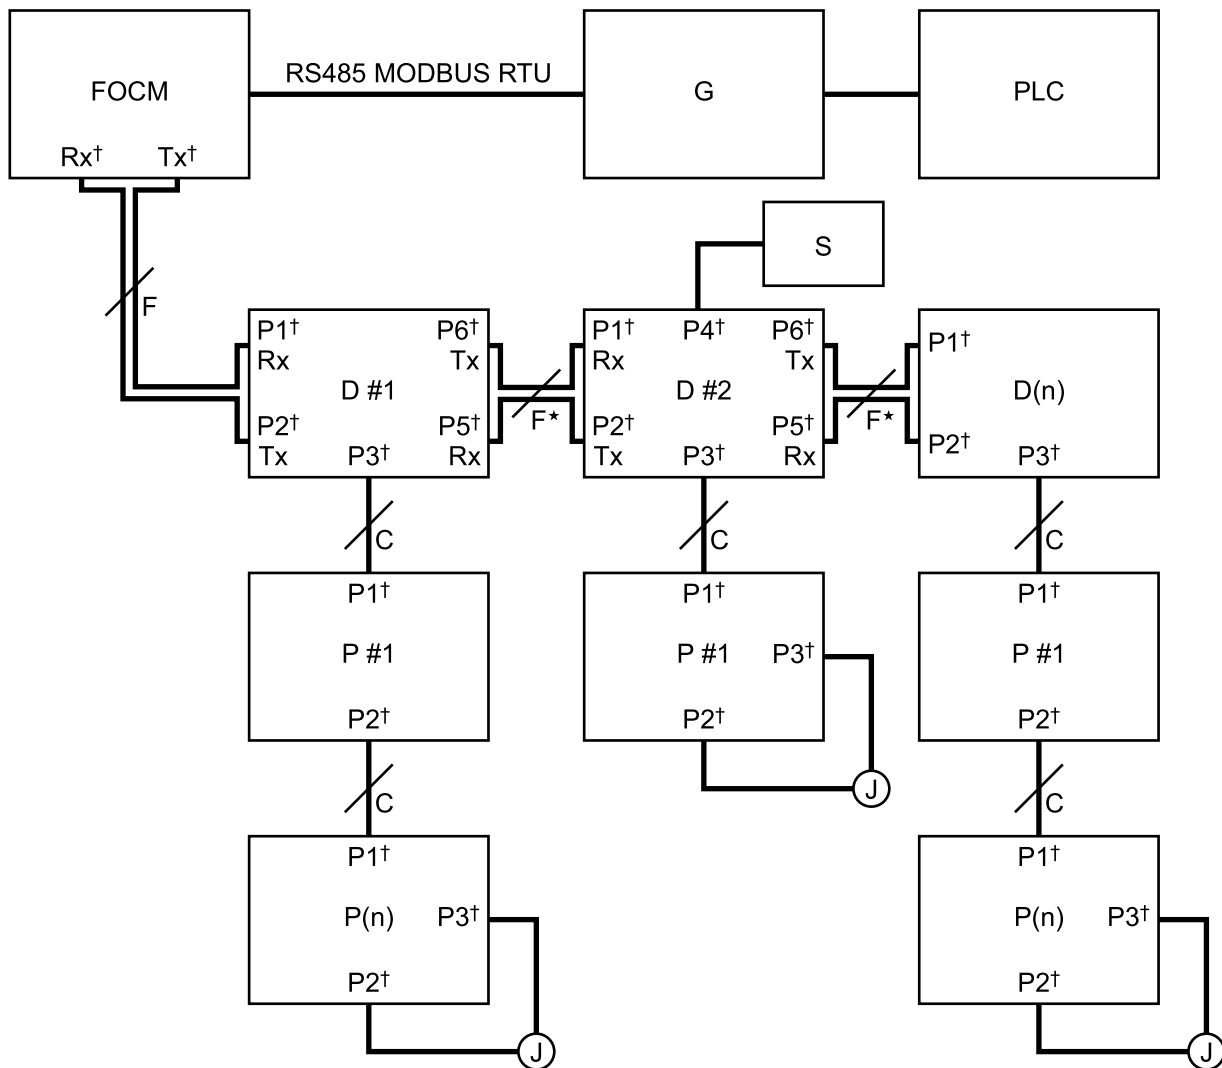 RS485 MODBUS RTU
FOCM
G
PLC
Rx† Tx†
S
F
P1† P6† P1† P4† P6† P1†
Rx Tx Rx Tx
D #1 D #2 D(n)
F★ F★
P2† P5† P2† P5† P2†
Tx P3† Rx Tx P3† Rx P3†
C C C
P1† P1† P1†
P #1 P #1 P3† P #1
P2† P2† P2†
C J C
P1† P1†
P(n) P3† P(n) P3†
P2† P2†
J J